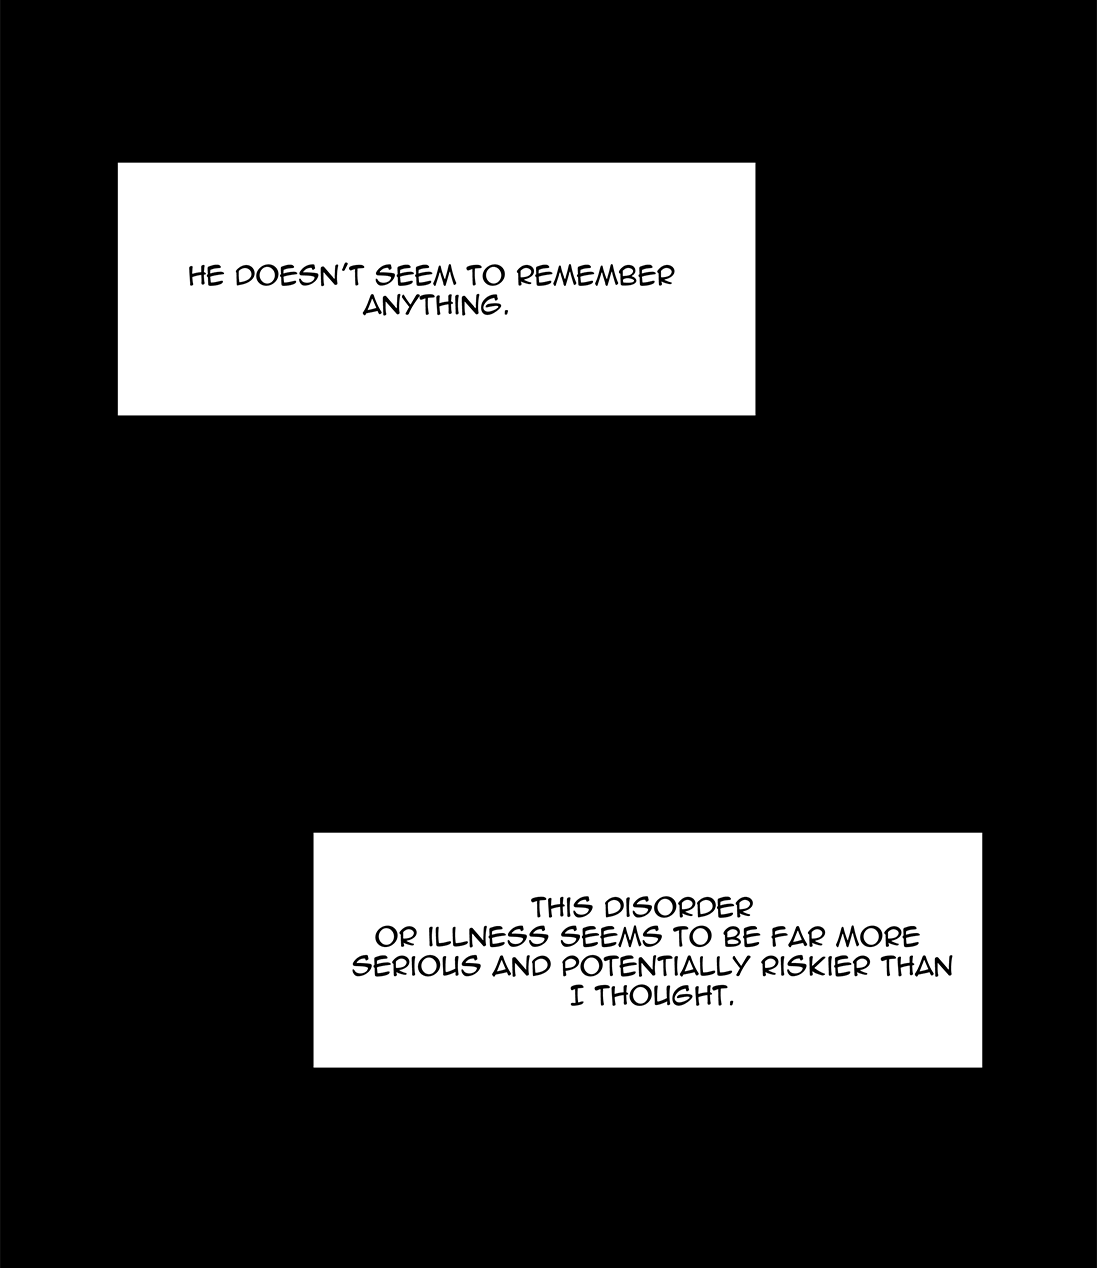 HE DOESN'T SEEM TO REMEMBER
ANYTHING.
THIS DISORDER
OR ILLNESS SEEMS TO BE FAR MORE
SERIOUS AND POTENTIALLY RISKIER THAN
I THOUGHT.